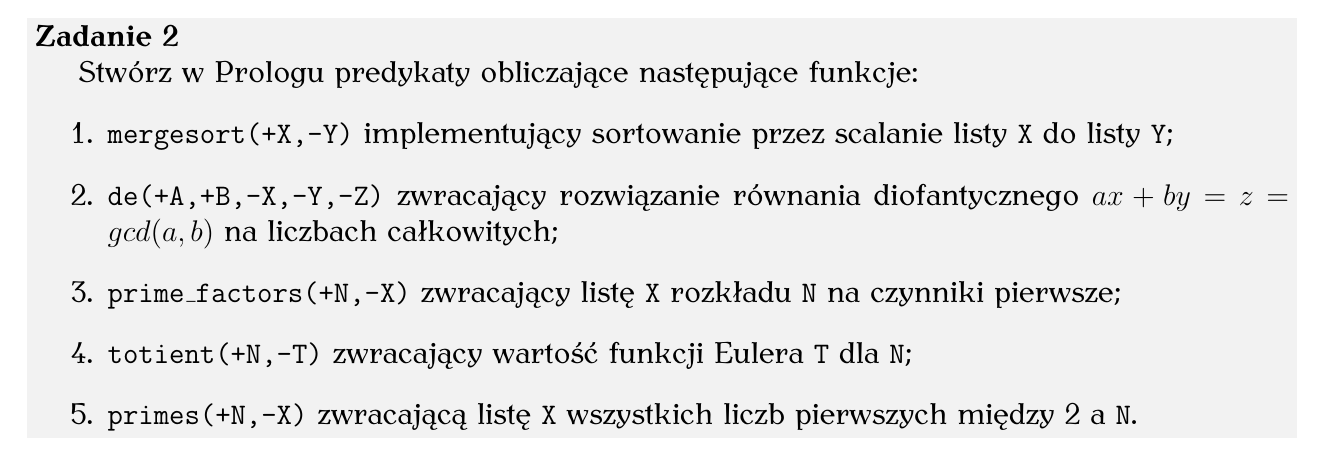 Zadanie 2
Stwórz w Prologu predykaty obliczające następujące funkcje:
1. mergesort(+X,-Y) implementujący sortowanie przez scalanie listy X do listy Y;
2. de(+A,+B,-X,-Y,-Z) zwracający rozwiązanie równania diofantycznego ax + by = z =
gcd(a, b) na liczbach całkowitych;
3. prime_factors(+N,-X) zwracający listę X rozkładu N na czynniki pierwsze;
4. totient(+N,-T) zwracający wartość funkcji Eulera T dla N;
5. primes(+N,-X) zwracającą listę X wszystkich liczb pierwszych między 2 a N.